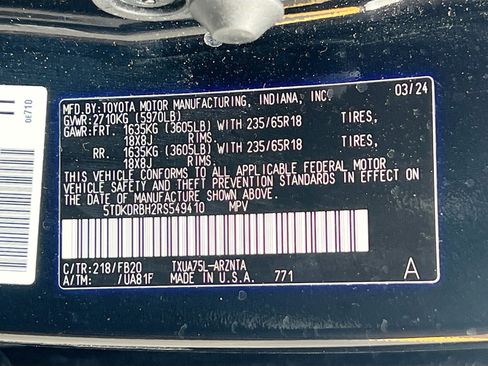 MFD.BY:TOYOTA MOTOR MANUFACTURING, INDIANA, INC. 03/24
GVWR:2710KG (5970LB)
GAWR:FRT. 1635KG (3605LB) WITH 235/65R18 TIRES,
18X8J RIMS.
RR. 1635KG (3605LB) WITH 235/65R18 TIRES,
18X8J RIMS.
THIS VEHICLE CONFORMS TO ALL APPLICABLE FEDERAL MOTOR
VEHICLE SAFETY AND THEFT PREVENTION STANDARDS IN EFFECT ON
THE DATE OF MANUFACTURE SHOWN ABOVE.
5TDKDRBH2RS549410 MPV
C/TR:218/FB20 TXUA75L-ARZNTA
A/TM: /UA81F MADE IN U.S.A. 771 A
DE710